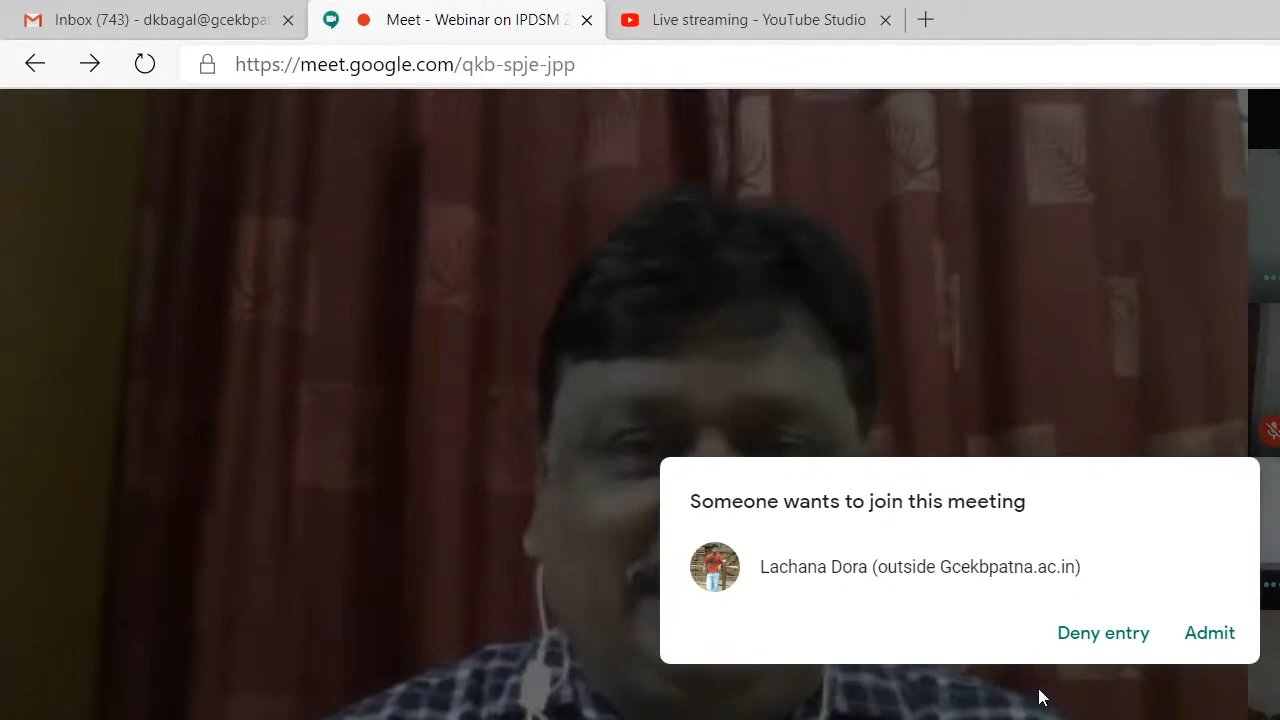 Inbox (743) - dkbagal@gcekbpatna
Meet - Webinar on IPDSM 2
Live streaming - YouTube Studio
https://meet.google.com/qkb-spje-jpp
Someone wants to join this meeting
Lachana Dora (outside Gcekbpatna.ac.in)
Deny entry Admit